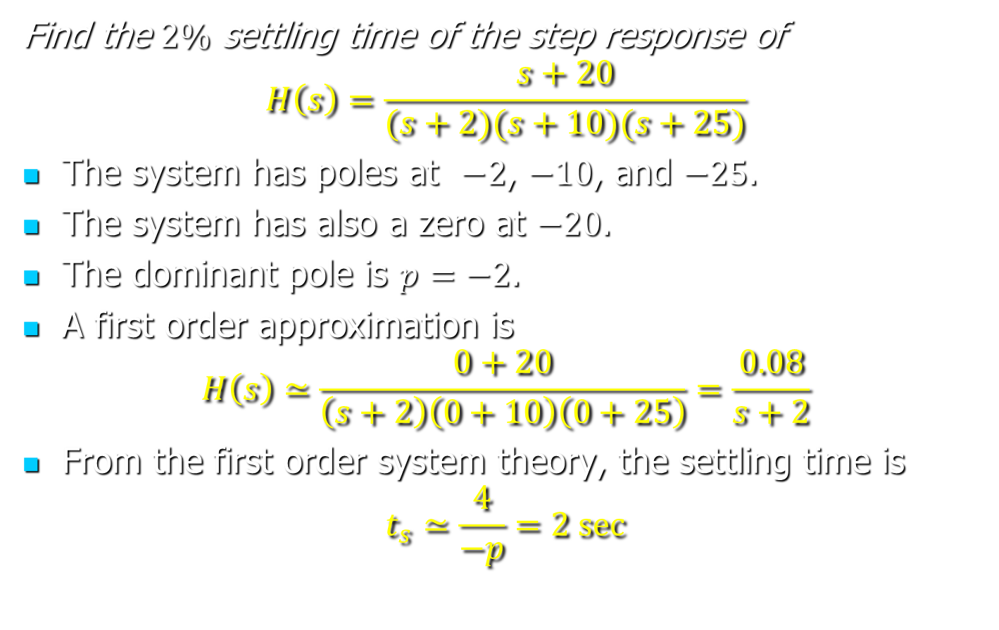 Find the 2% settling time of the step response of
H(s) = \frac{s + 20}{(s + 2)(s + 10)(s + 25)}
■ The system has poles at −2, −10, and −25.
■ The system has also a zero at −20.
■ The dominant pole is p = −2.
■ A first order approximation is
H(s) ≃ \frac{0 + 20}{(s + 2)(0 + 10)(0 + 25)} = \frac{0.08}{s + 2}
■ From the first order system theory, the settling time is
t_s ≃ \frac{4}{−p} = 2 sec